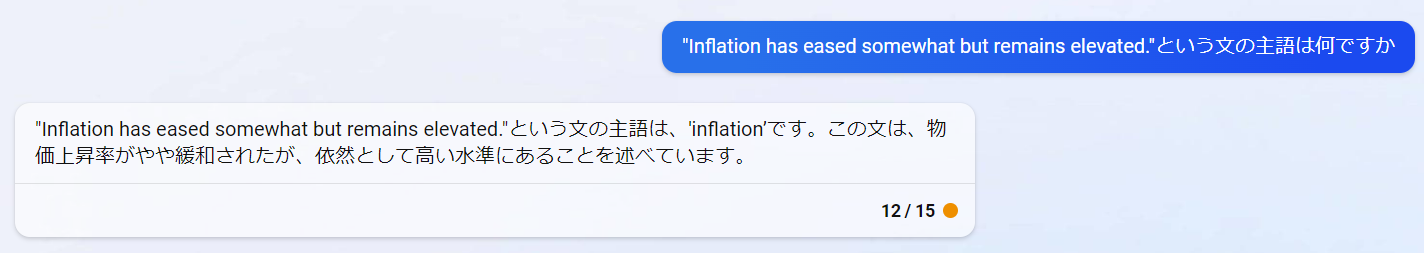 "Inflation has eased somewhat but remains elevated."という文の主語は何ですか
"Inflation has eased somewhat but remains elevated."という文の主語は、'inflation’です。この文は、物
価上昇率がやや緩和されたが、依然として高い水準にあることを述べています。
12 / 15